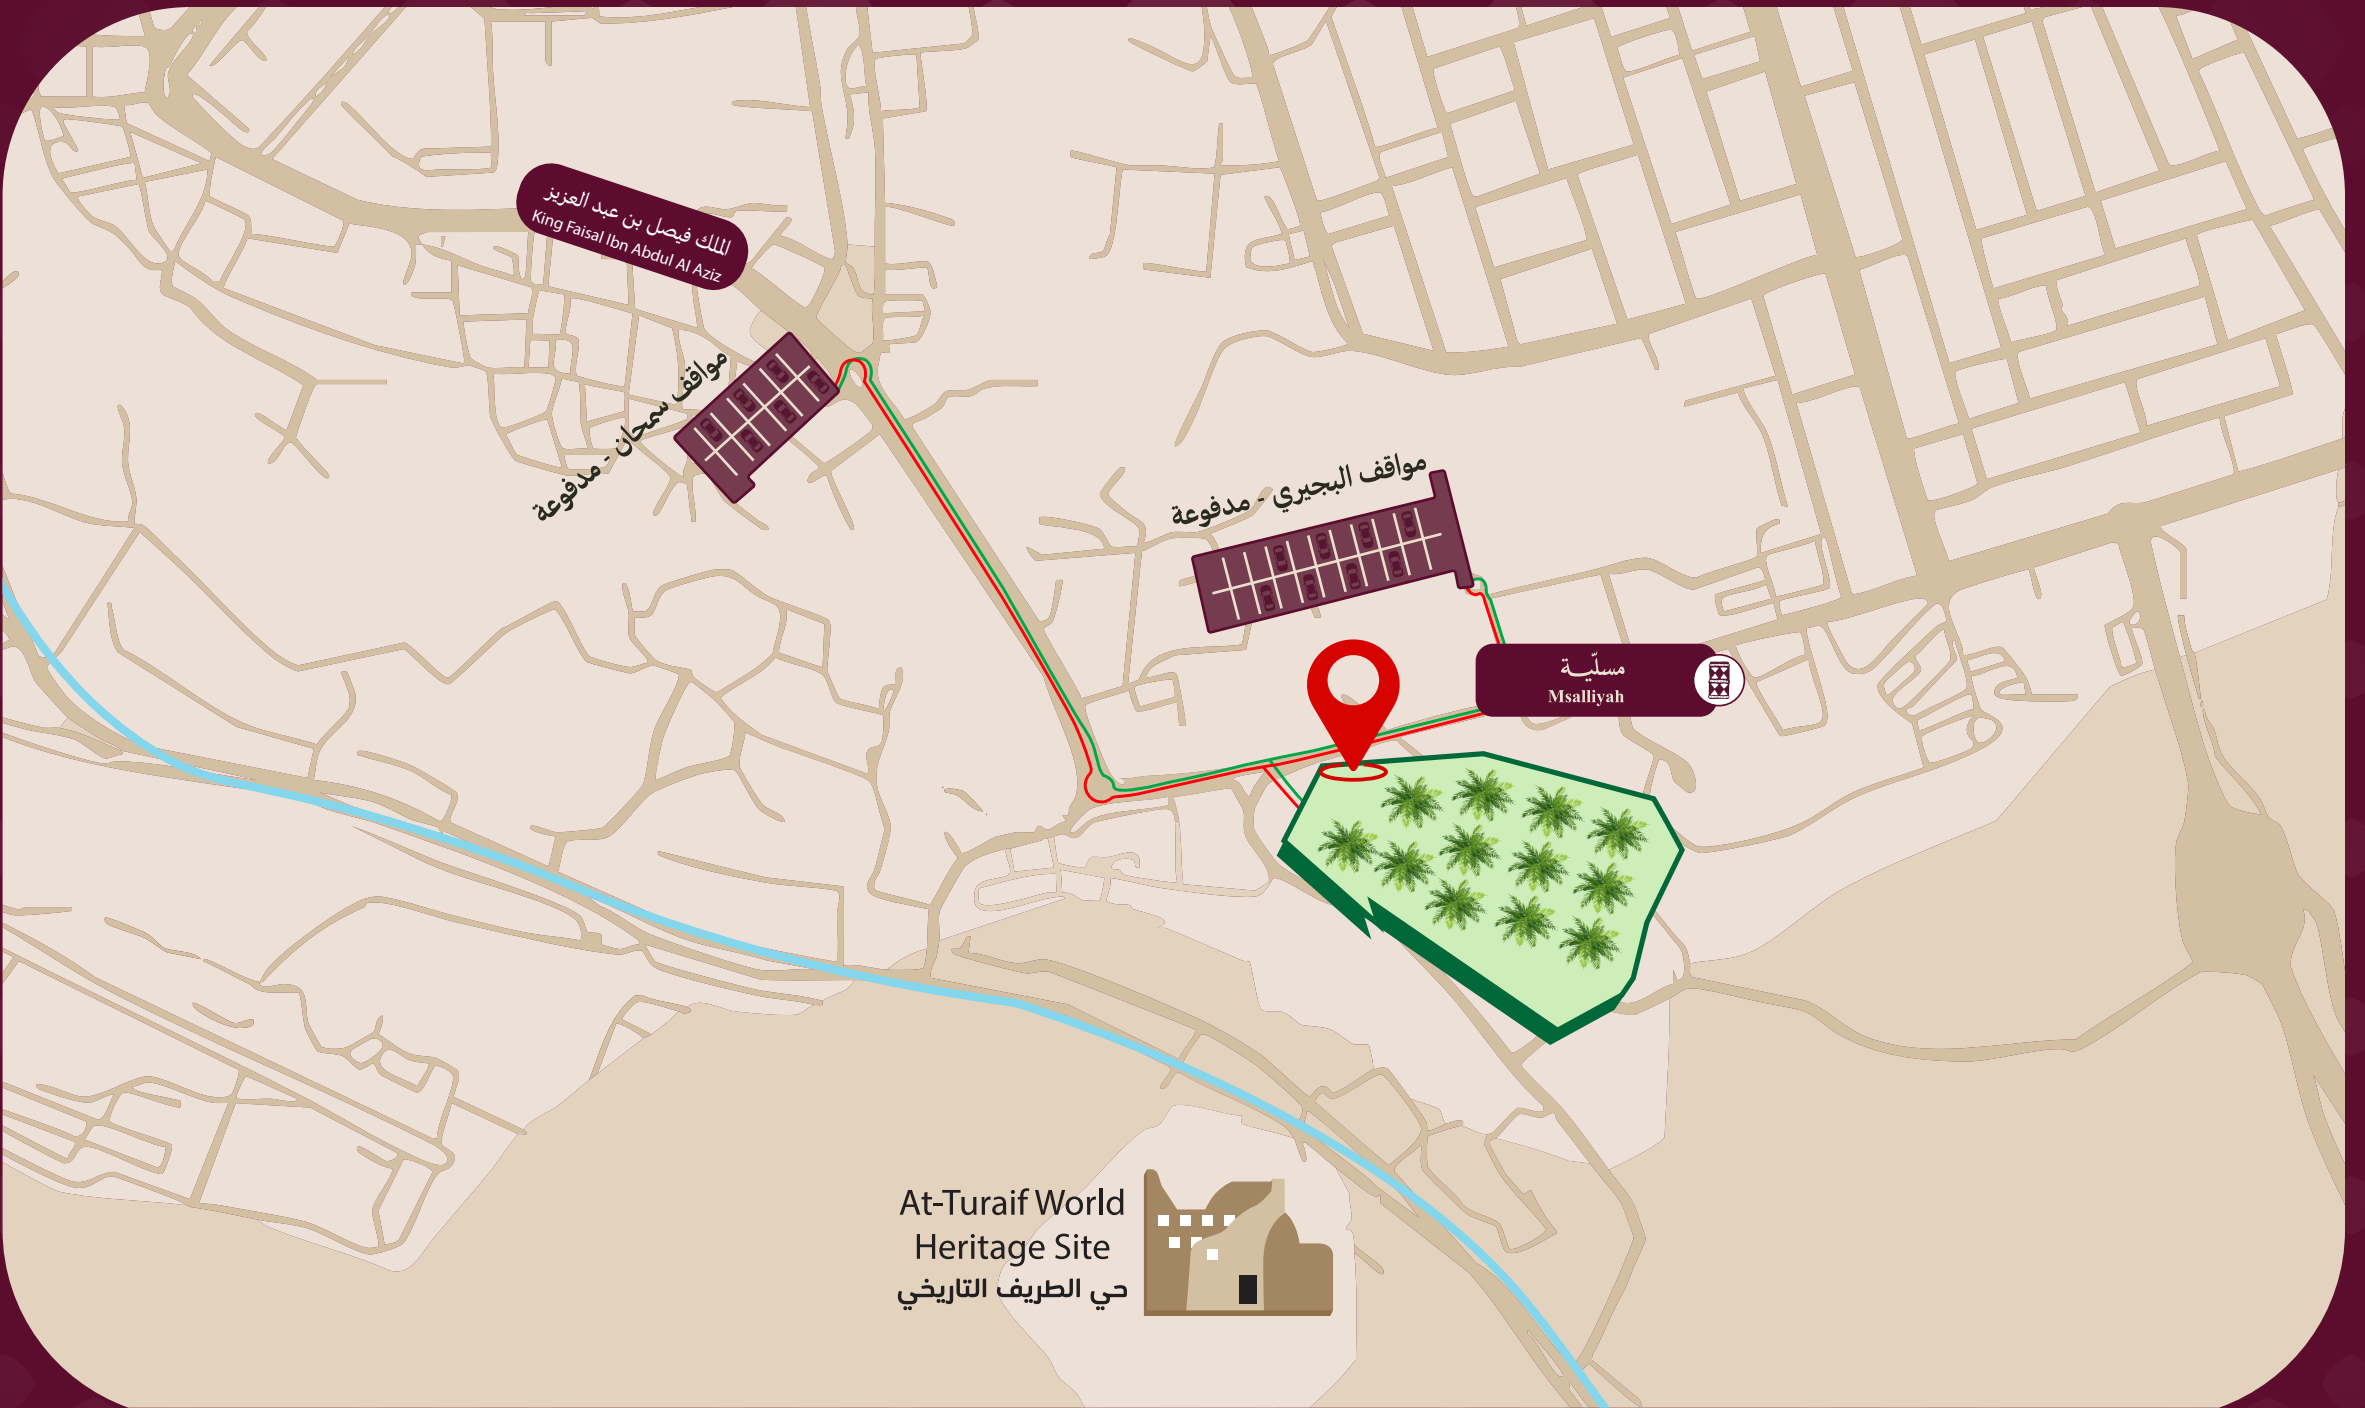 الملك فيصل بن عبد العزيز
King Faisal Ibn Abdul Al Aziz
مواقف سمحان - مدفوعة
مواقف البجيري - مدفوعة
مسلّيـــة
Msalliyah
At-Turaif World
Heritage Site
حي الطريف التاريخي